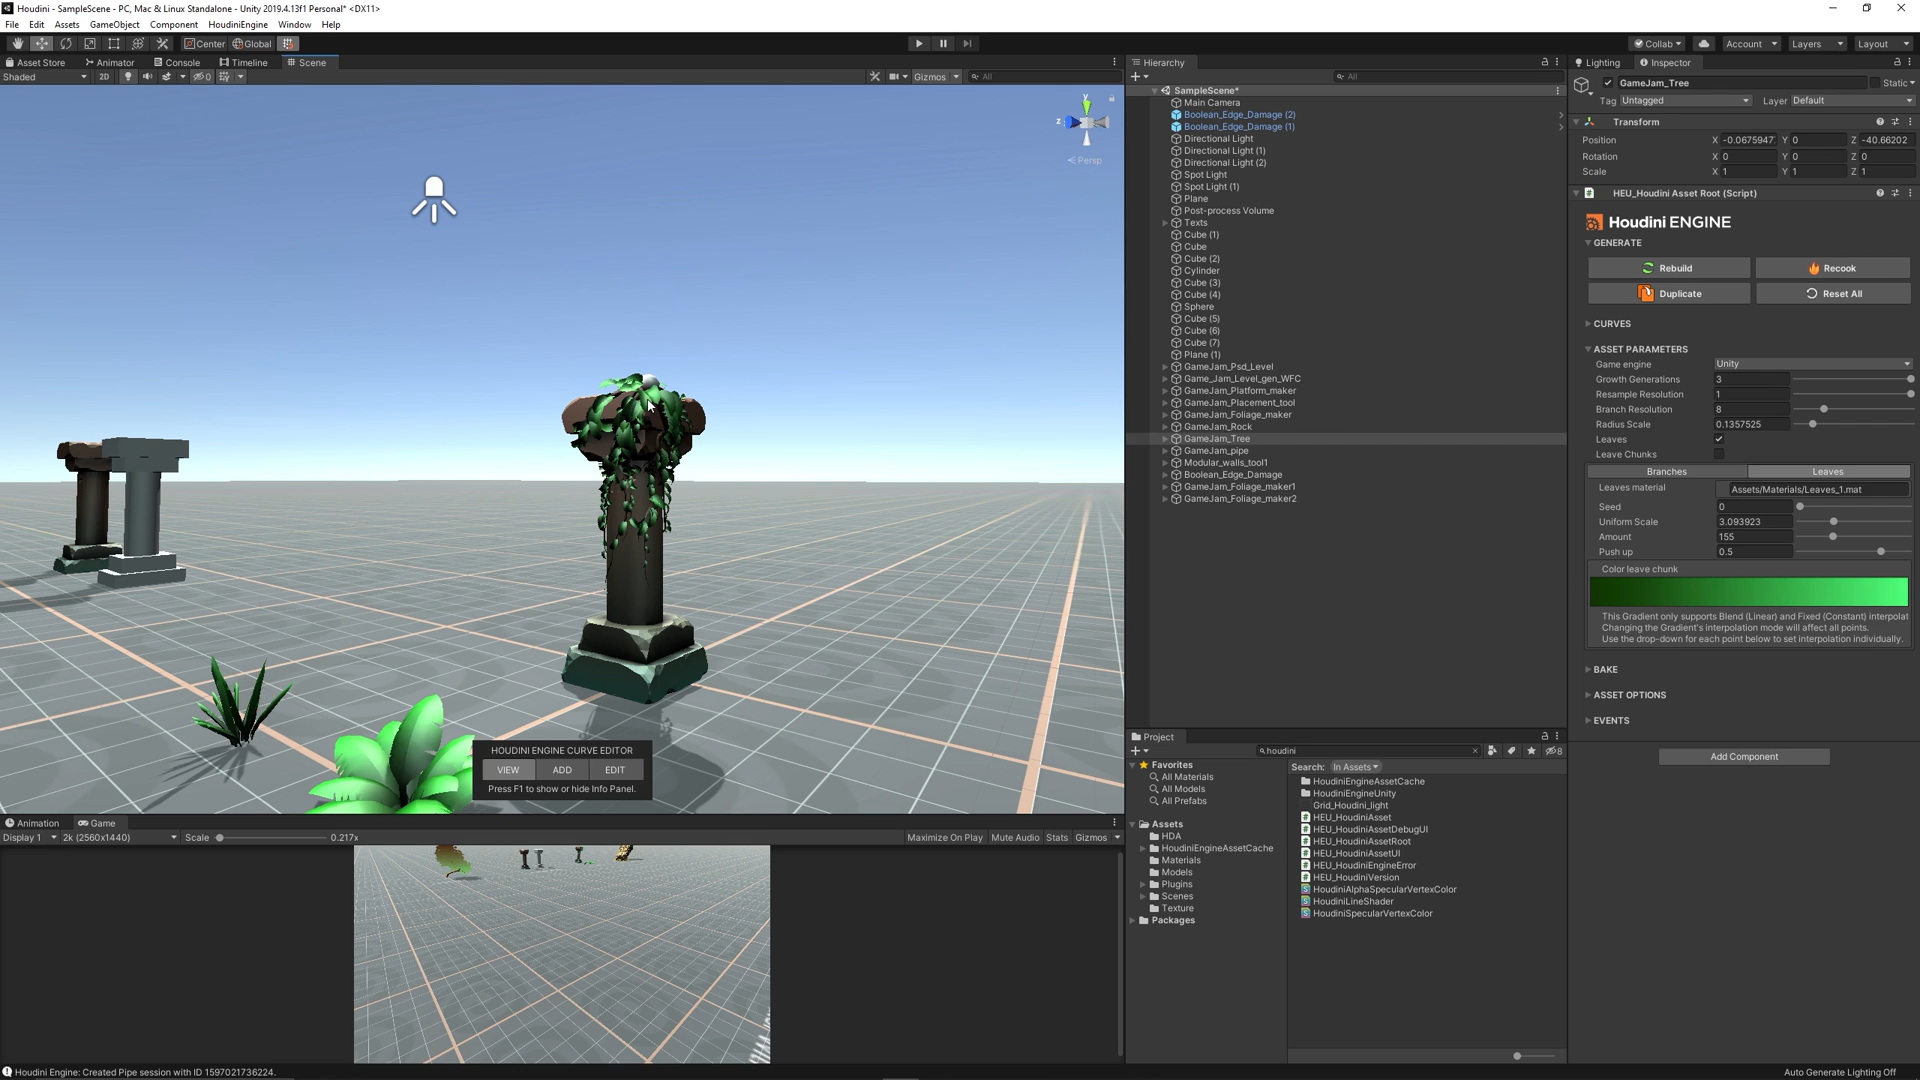 Houdini - SampleScene - PC, Mac & Linux Standalone - Unity 2019.4.13f1 Personal* <DX11>
File Edit Assets GameObject Component HoudiniEngine Window Help
Center Global Collab Account Layers Layout
Asset Store Animator Console Timeline Scene
Shaded 2D 0 Gizmos All
y
z
Persp
HOUDINI ENGINE CURVE EDITOR
VIEW ADD EDIT
Press F1 to show or hide Info Panel.
Animation Game
Display 1 2k (2560x1440) Scale 0.217x Maximize On Play Mute Audio Stats Gizmos
Hierarchy
All
SampleScene*
Main Camera
Boolean_Edge_Damage (2)
Boolean_Edge_Damage (1)
Directional Light
Directional Light (1)
Directional Light (2)
Spot Light
Spot Light (1)
Plane
Post-process Volume
Texts
Cube (1)
Cube
Cube (2)
Cylinder
Cube (3)
Cube (4)
Sphere
Cube (5)
Cube (6)
Cube (7)
Plane (1)
GameJam_Psd_Level
Game_Jam_Level_gen_WFC
GameJam_Platform_maker
GameJam_Placement_tool
GameJam_Foliage_maker
GameJam_Rock
GameJam_Tree
GameJam_pipe
Modular_walls_tool1
Boolean_Edge_Damage
GameJam_Foliage_maker1
GameJam_Foliage_maker2
Project
houdini 8
Favorites
All Materials
All Models
All Prefabs
Assets
HDA
HoudiniEngineAssetCache
Materials
Models
Plugins
Scenes
Texture
Packages
Search: In Assets
HoudiniEngineAssetCache
HoudiniEngineUnity
Grid_Houdini_light
HEU_HoudiniAsset
HEU_HoudiniAssetDebugUI
HEU_HoudiniAssetRoot
HEU_HoudiniAssetUI
HEU_HoudiniEngineError
HEU_HoudiniVersion
HoudiniAlphaSpecularVertexColor
HoudiniLineShader
HoudiniSpecularVertexColor
Lighting Inspector
GameJam_Tree Static
Tag Untagged Layer Default
Transform
Position X -0.0675947 Y 0 Z -40.66202
Rotation X 0 Y 0 Z 0
Scale X 1 Y 1 Z 1
HEU_Houdini Asset Root (Script)
Houdini ENGINE
GENERATE
Rebuild Recook
Duplicate Reset All
CURVES
ASSET PARAMETERS
Game engine Unity
Growth Generations 3
Resample Resolution 1
Branch Resolution 8
Radius Scale 0.1357525
Leaves
Leave Chunks
Branches Leaves
Leaves material Assets/Materials/Leaves_1.mat
Seed 0
Uniform Scale 3.093923
Amount 155
Push up 0.5
Color leave chunk
This Gradient only supports Blend (Linear) and Fixed (Constant) interpolat
Changing the Gradient's interpolation mode will affect all points.
Use the drop-down for each point below to set interpolation individually.
BAKE
ASSET OPTIONS
EVENTS
Add Component
Houdini Engine: Created Pipe session with ID 1597021736224.
Auto Generate Lighting Off